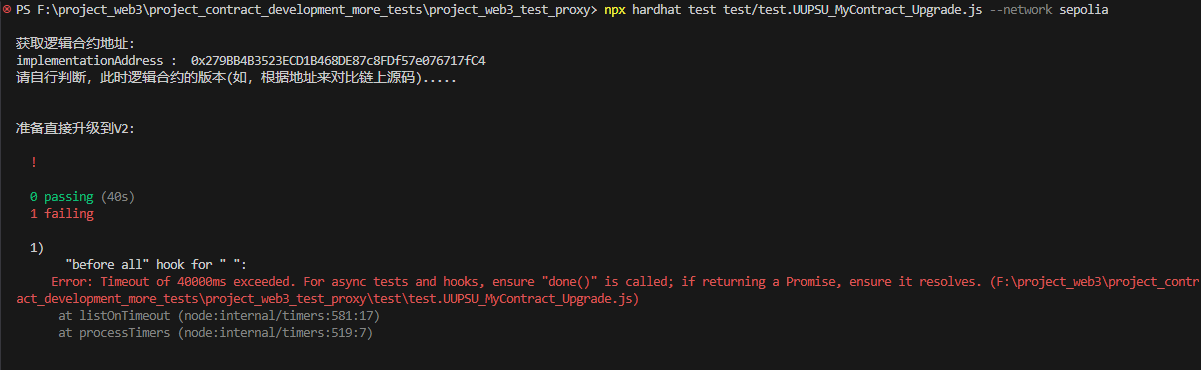 PS F:\project_web3\project_contract_development_more_tests\project_web3_test_proxy> npx hardhat test test/test.UUPSU_MyContract_Upgrade.js --network sepolia
获取逻辑合约地址:
implementationAddress :  0x279BB4B3523ECD1B468DE87c8FDf57e076717fC4
请自行判断, 此时逻辑合约的版本(如, 根据地址来对比链上源码).....
准备直接升级到V2:
!
0 passing (40s)
1 failing
1)
"before all" hook for " ":
Error: Timeout of 40000ms exceeded. For async tests and hooks, ensure "done()" is called; if returning a Promise, ensure it resolves. (F:\project_web3\project_contr
act_development_more_tests\project_web3_test_proxy\test\test.UUPSU_MyContract_Upgrade.js)
at listOnTimeout (node:internal/timers:581:17)
at processTimers (node:internal/timers:519:7)